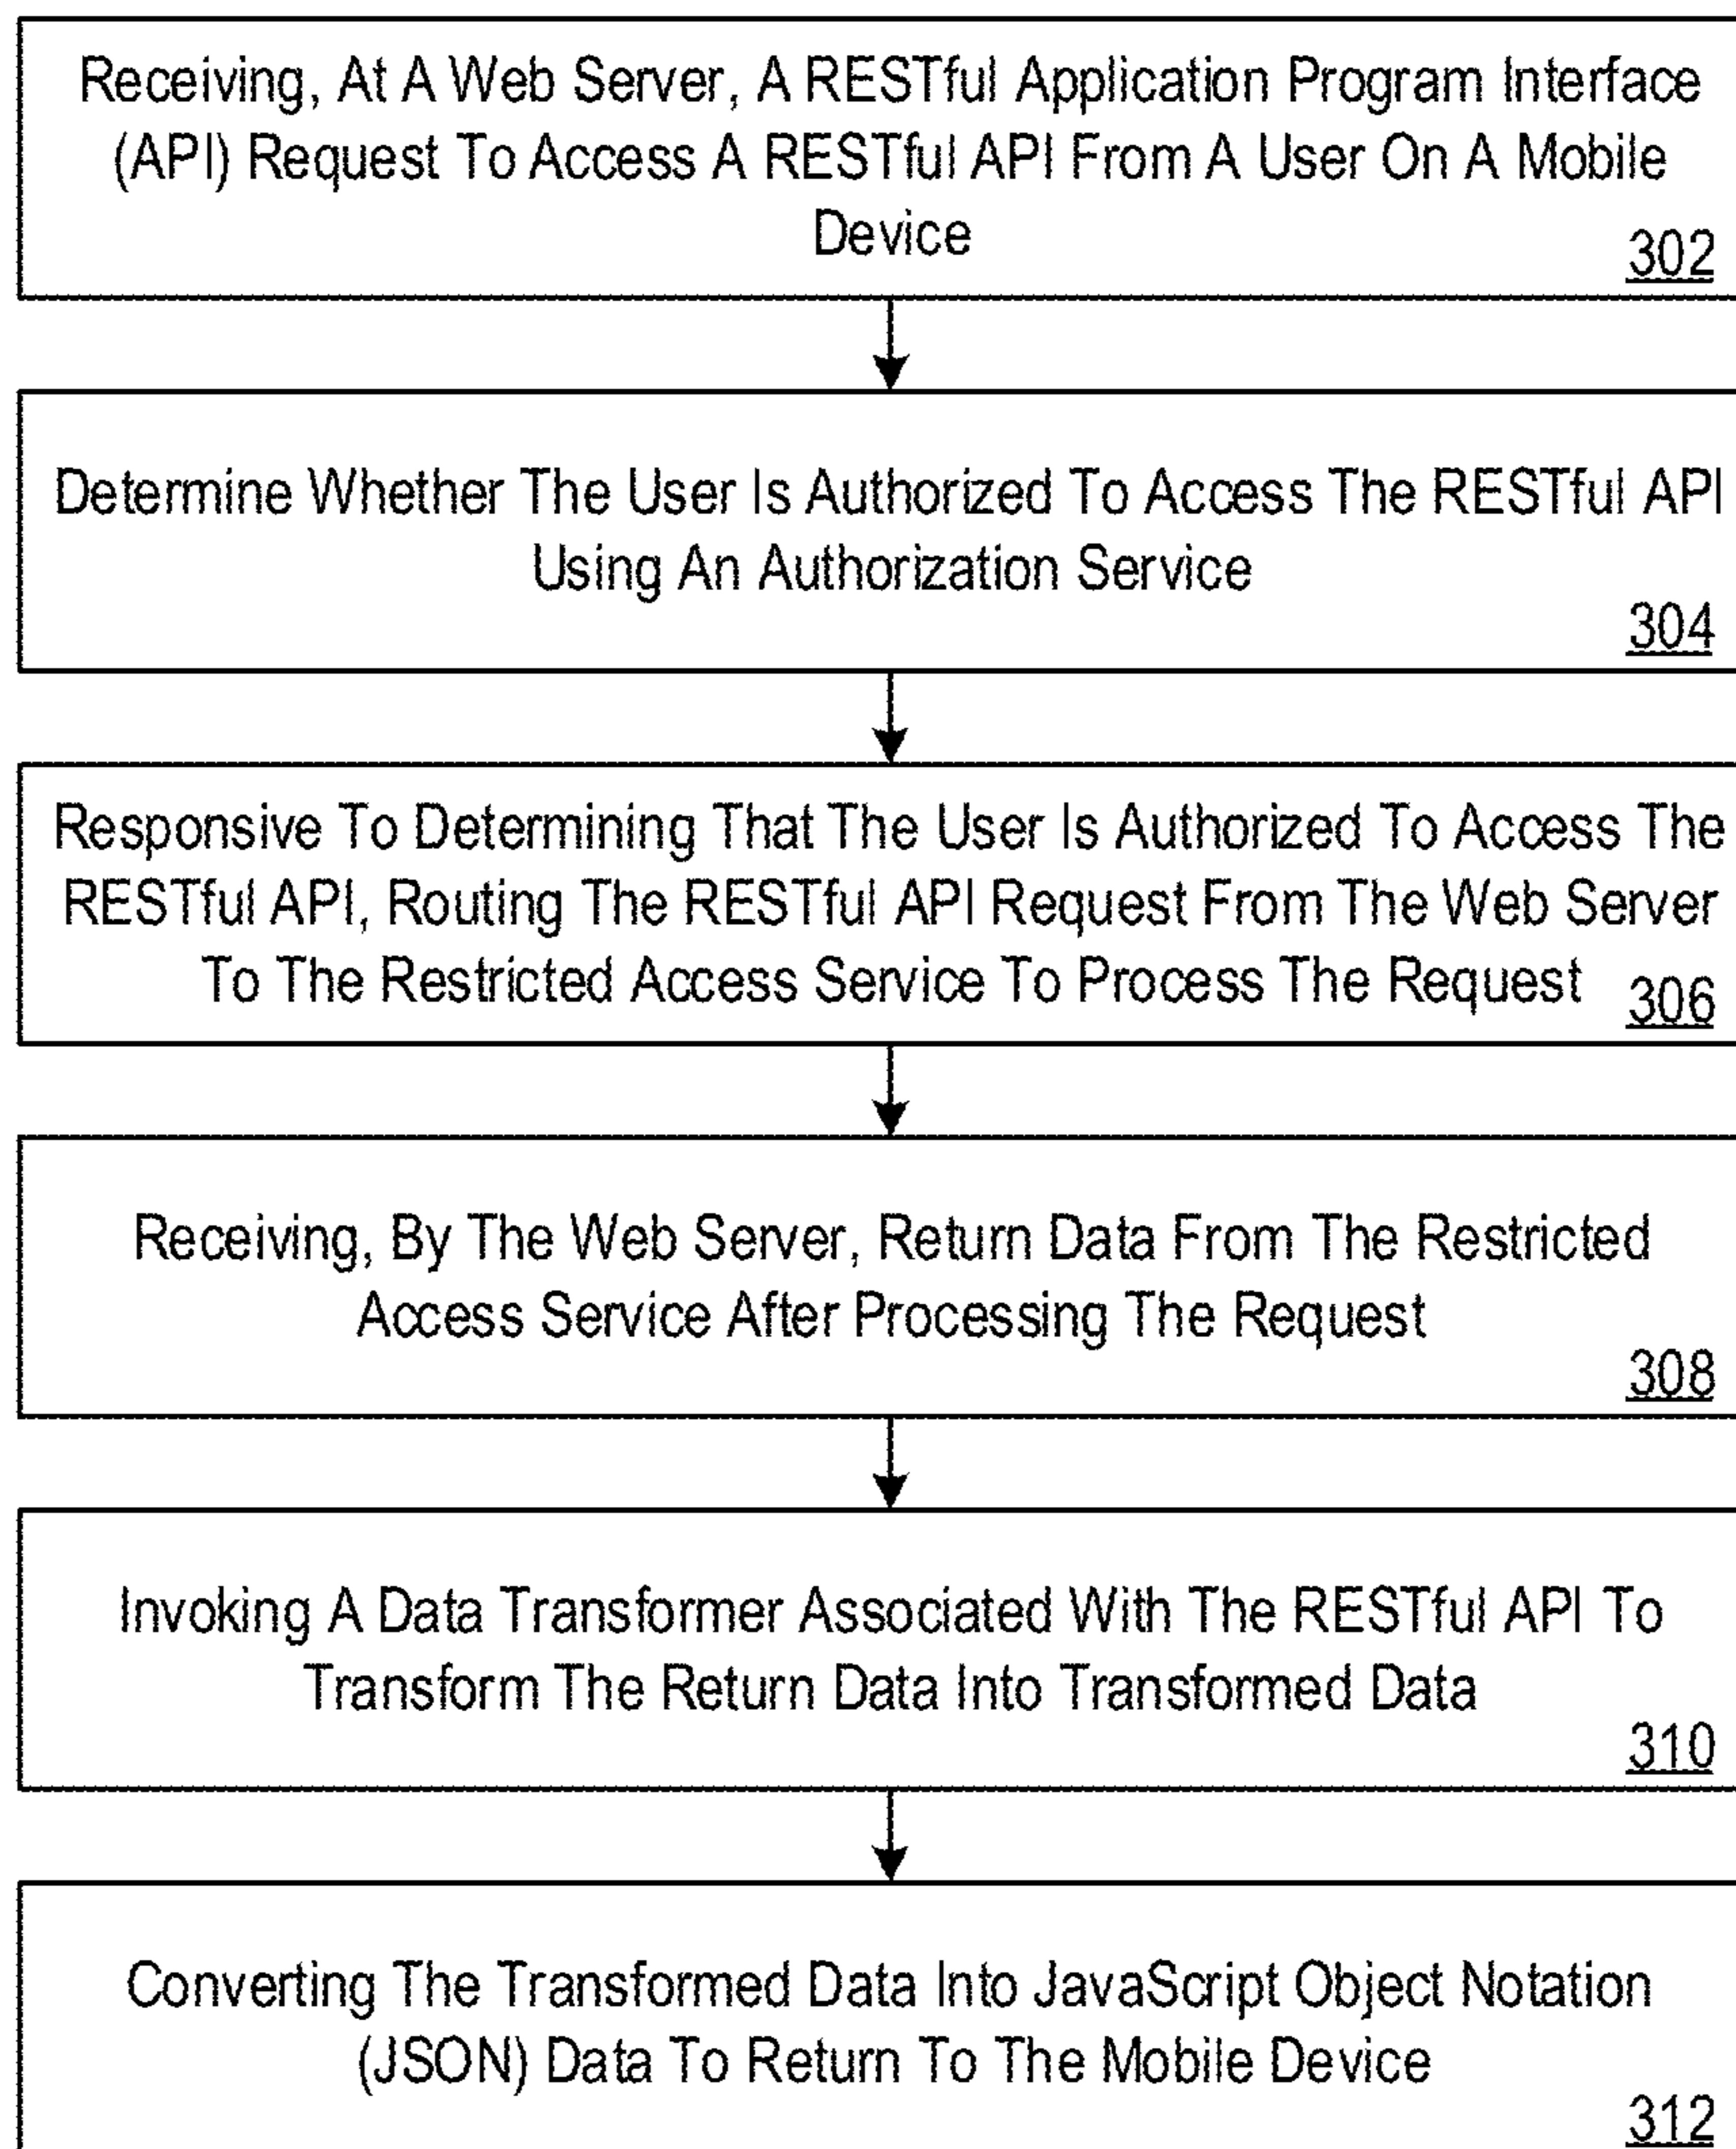 Receiving, At A Web Server, A RESTful Application Program Interface
(API) Request To Access A RESTful API From A User On A Mobile
Device
302
Determine Whether The User Is Authorized To Access The RESTful API
Using An Authorization Service
304
Responsive To Determining That The User Is Authorized To Access The
RESTful API, Routing The RESTful API Request From The Web Server
To The Restricted Access Service To Process The Request
306
Receiving, By The Web Server, Return Data From The Restricted
Access Service After Processing The Request
308
Invoking A Data Transformer Associated With The RESTful API To
Transform The Return Data Into Transformed Data
310
Converting The Transformed Data Into JavaScript Object Notation
(JSON) Data To Return To The Mobile Device
312